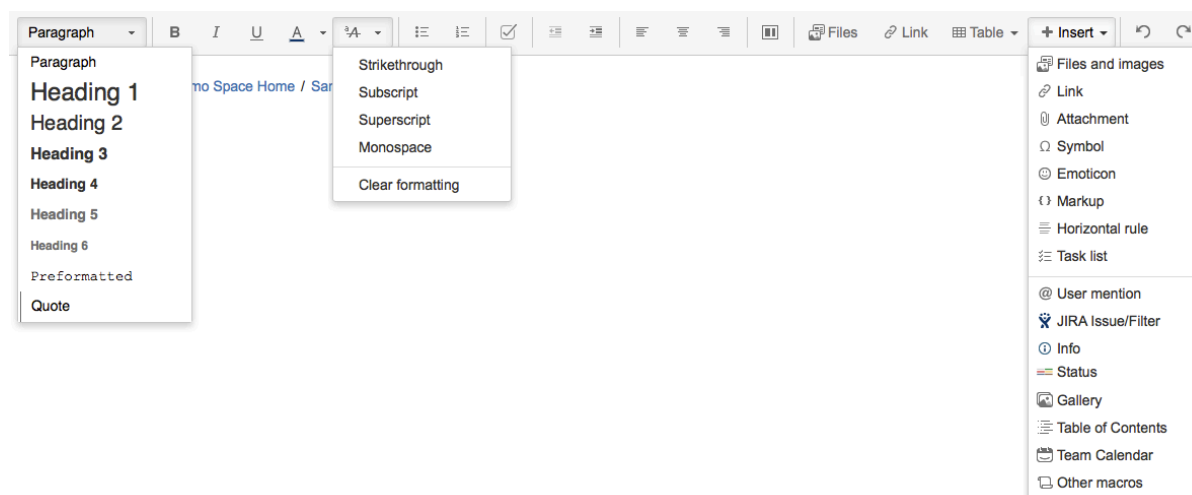 Paragraph B I U A ªA Files Link Table + Insert
Paragraph
Heading 1
Heading 2
Heading 3
Heading 4
Heading 5
Heading 6
Preformatted
Quote
mo Space Home / Sar
Strikethrough
Subscript
Superscript
Monospace
Clear formatting
Files and images
Link
Attachment
Ω Symbol
Emoticon
{} Markup
Horizontal rule
Task list
@ User mention
JIRA Issue/Filter
Info
Status
Gallery
Table of Contents
Team Calendar
Other macros